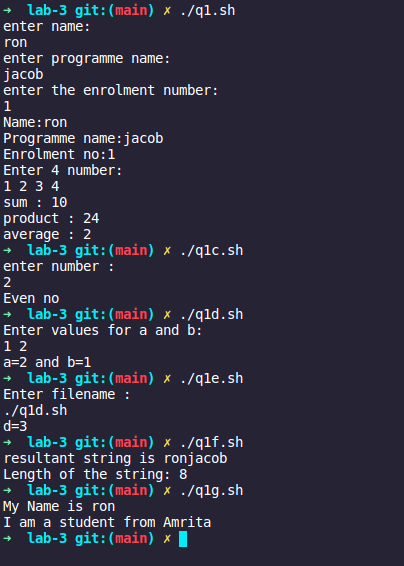 ➜  lab-3 git:(main) ✗ ./q1.sh
enter name:
ron
enter programme name:
jacob
enter the enrolment number:
1
Name:ron
Programme name:jacob
Enrolment no:1
Enter 4 number:
1 2 3 4
sum : 10
product : 24
average : 2
➜  lab-3 git:(main) ✗ ./q1c.sh
enter number :
2
Even no
➜  lab-3 git:(main) ✗ ./q1d.sh
Enter values for a and b:
1 2
a=2 and b=1
➜  lab-3 git:(main) ✗ ./q1e.sh
Enter filename :
./q1d.sh
d=3
➜  lab-3 git:(main) ✗ ./q1f.sh
resultant string is ronjacob
Length of the string: 8
➜  lab-3 git:(main) ✗ ./q1g.sh
My Name is ron
I am a student from Amrita
➜  lab-3 git:(main) ✗